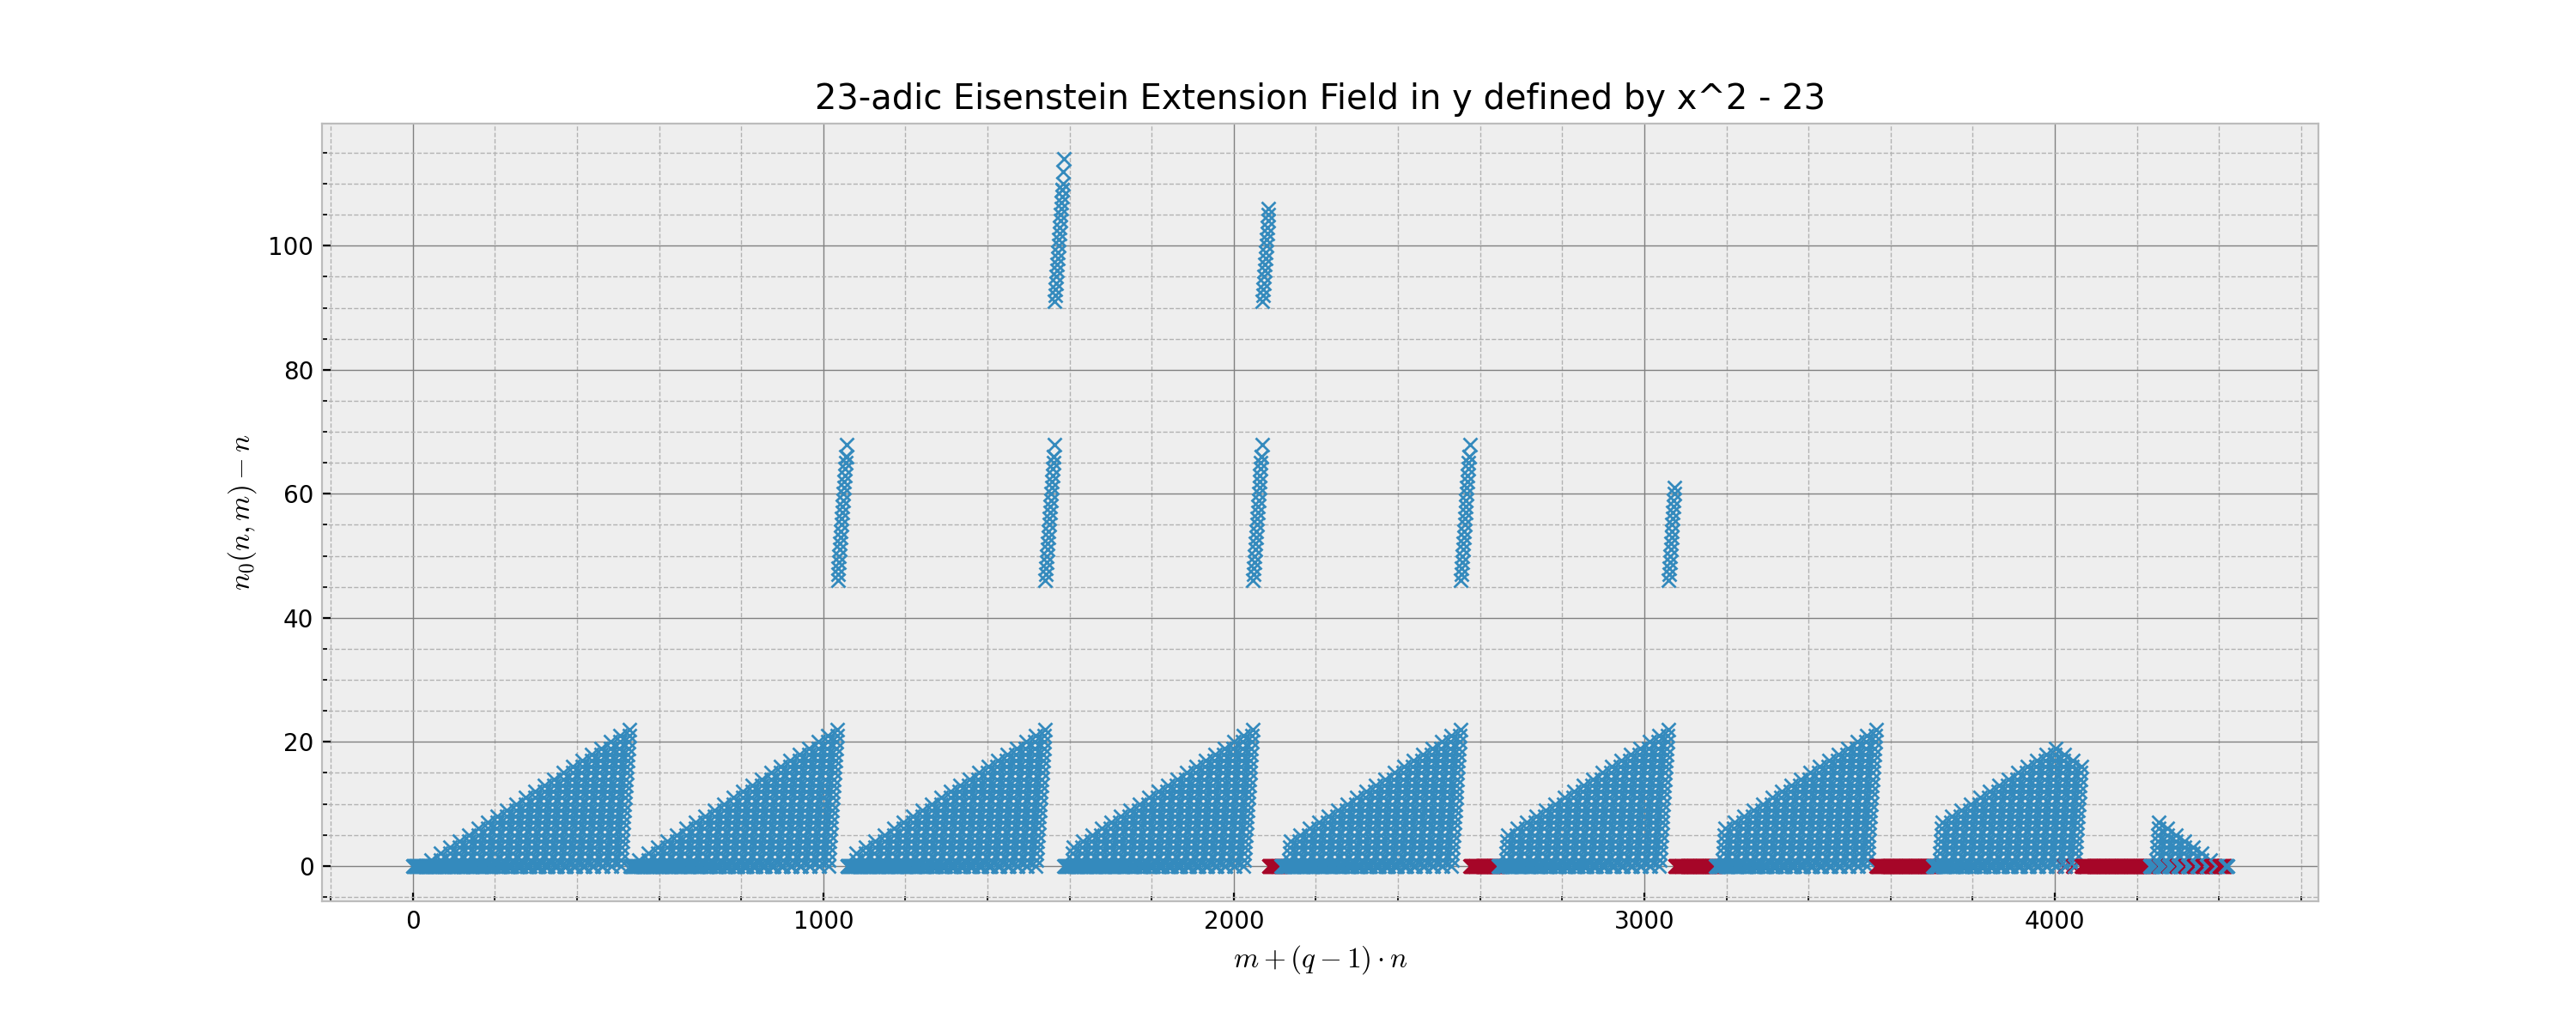 23-adic Eisenstein Extension Field in y defined by x^2 - 23
100
80
60
40
20
0
n₀(n, m) − n
0 1000 2000 3000 4000
m + (q − 1) · n